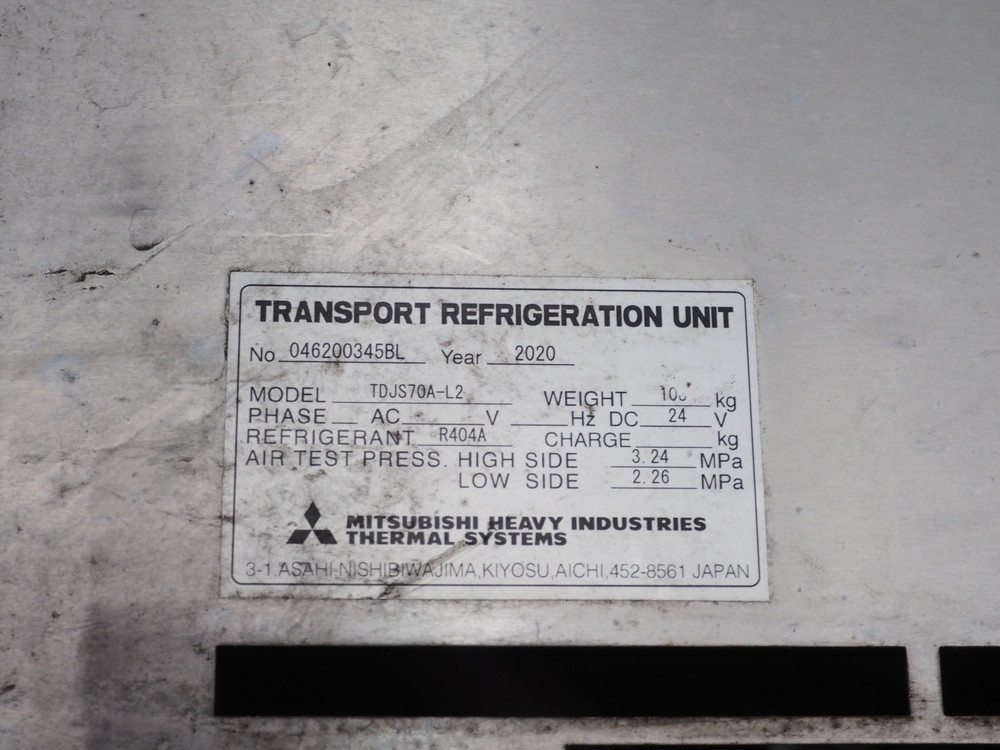 TRANSPORT REFRIGERATION UNIT
No 046200345BL Year 2020
MODEL TDJS70A-L2 WEIGHT kg
PHASE AC V Hz DC 24 V
REFRIGERANT R404A CHARGE kg
AIR TEST PRESS. HIGH SIDE 3.24 MPa
LOW SIDE 2.26 MPa
MITSUBISHI HEAVY INDUSTRIES
THERMAL SYSTEMS
3-1,ASAHI,NISHIBIWAJIMA,KIYOSU,AICHI,452-8561 JAPAN